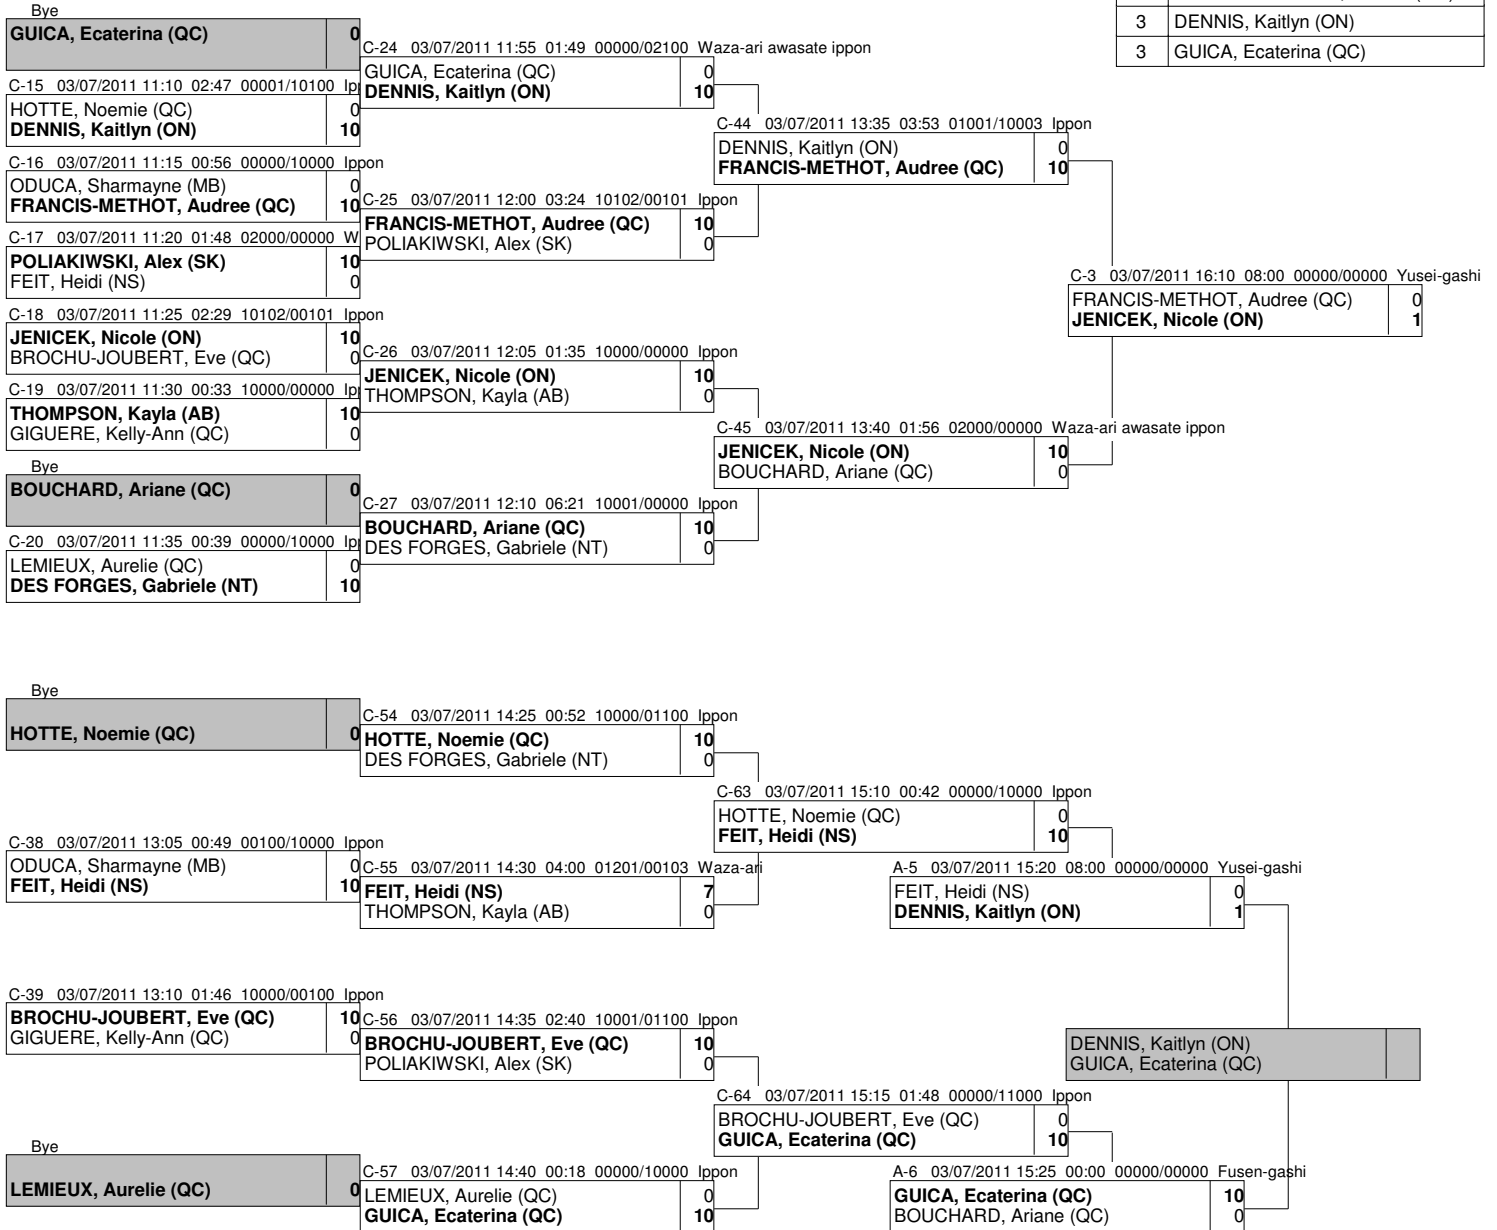 Bye
GUICA, Ecaterina (QC) 0
3 DENNIS, Kaitlyn (ON)
3 GUICA, Ecaterina (QC)
C-24 03/07/2011 11:55 01:49 00000/02100 Waza-ari awasate ippon
GUICA, Ecaterina (QC) 0
DENNIS, Kaitlyn (ON) 10
C-15 03/07/2011 11:10 02:47 00001/10100
HOTTE, Noemie (QC) 0
DENNIS, Kaitlyn (ON) 10
C-44 03/07/2011 13:35 03:53 01001/10003 Ippon
DENNIS, Kaitlyn (ON) 0
FRANCIS-METHOT, Audree (QC) 10
C-16 03/07/2011 11:15 00:56 00000/10000 Ippon
ODUCA, Sharmayne (MB) 0
FRANCIS-METHOT, Audree (QC) 10
C-25 03/07/2011 12:00 03:24 10102/00101 Ippon
FRANCIS-METHOT, Audree (QC) 10
POLIAKIWSKI, Alex (SK) 0
C-17 03/07/2011 11:20 01:48 02000/00000 W
POLIAKIWSKI, Alex (SK) 10
FEIT, Heidi (NS) 0
C-3 03/07/2011 16:10 08:00 00000/00000 Yusei-gashi
FRANCIS-METHOT, Audree (QC) 0
JENICEK, Nicole (ON) 1
C-18 03/07/2011 11:25 02:29 10102/00101 Ippon
JENICEK, Nicole (ON) 10
BROCHU-JOUBERT, Eve (QC) 0
C-26 03/07/2011 12:05 01:35 10000/00000 Ippon
JENICEK, Nicole (ON) 10
THOMPSON, Kayla (AB) 0
C-19 03/07/2011 11:30 00:33 10000/00000
THOMPSON, Kayla (AB) 10
GIGUERE, Kelly-Ann (QC) 0
C-45 03/07/2011 13:40 01:56 02000/00000 Waza-ari awasate ippon
JENICEK, Nicole (ON) 10
BOUCHARD, Ariane (QC) 0
Bye
BOUCHARD, Ariane (QC) 0
C-27 03/07/2011 12:10 06:21 10001/00000 Ippon
BOUCHARD, Ariane (QC) 10
DES FORGES, Gabriele (NT) 0
C-20 03/07/2011 11:35 00:39 00000/10000
LEMIEUX, Aurelie (QC) 0
DES FORGES, Gabriele (NT) 10
Bye
HOTTE, Noemie (QC) 0
C-54 03/07/2011 14:25 00:52 10000/01100 Ippon
HOTTE, Noemie (QC) 10
DES FORGES, Gabriele (NT) 0
C-63 03/07/2011 15:10 00:42 00000/10000 Ippon
HOTTE, Noemie (QC) 0
FEIT, Heidi (NS) 10
C-38 03/07/2011 13:05 00:49 00100/10000 Ippon
ODUCA, Sharmayne (MB) 0
FEIT, Heidi (NS) 10
C-55 03/07/2011 14:30 04:00 01201/00103 Waza-ari
FEIT, Heidi (NS) 7
THOMPSON, Kayla (AB) 0
A-5 03/07/2011 15:20 08:00 00000/00000 Yusei-gashi
FEIT, Heidi (NS) 0
DENNIS, Kaitlyn (ON) 1
C-39 03/07/2011 13:10 01:46 10000/00100 Ippon
BROCHU-JOUBERT, Eve (QC) 10
GIGUERE, Kelly-Ann (QC) 0
C-56 03/07/2011 14:35 02:40 10001/01100 Ippon
BROCHU-JOUBERT, Eve (QC) 10
POLIAKIWSKI, Alex (SK) 0
DENNIS, Kaitlyn (ON)
GUICA, Ecaterina (QC)
C-64 03/07/2011 15:15 01:48 00000/11000 Ippon
BROCHU-JOUBERT, Eve (QC) 0
GUICA, Ecaterina (QC) 10
Bye
LEMIEUX, Aurelie (QC) 0
C-57 03/07/2011 14:40 00:18 00000/10000 Ippon
LEMIEUX, Aurelie (QC) 0
GUICA, Ecaterina (QC) 10
A-6 03/07/2011 15:25 00:00 00000/00000 Fusen-gashi
GUICA, Ecaterina (QC) 10
BOUCHARD, Ariane (QC) 0